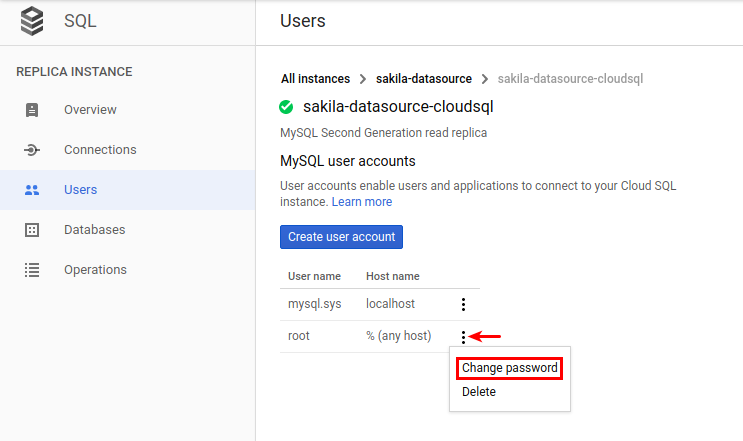 SQL
Users
REPLICA INSTANCE
Overview
Connections
Users
Databases
Operations
All instances sakila-datasource sakila-datasource-cloudsql
sakila-datasource-cloudsql
MySQL Second Generation read replica
MySQL user accounts
User accounts enable users and applications to connect to your Cloud SQL
instance. Learn more
Create user account
User name Host name
mysql.sys localhost
root % (any host)
Change password
Delete